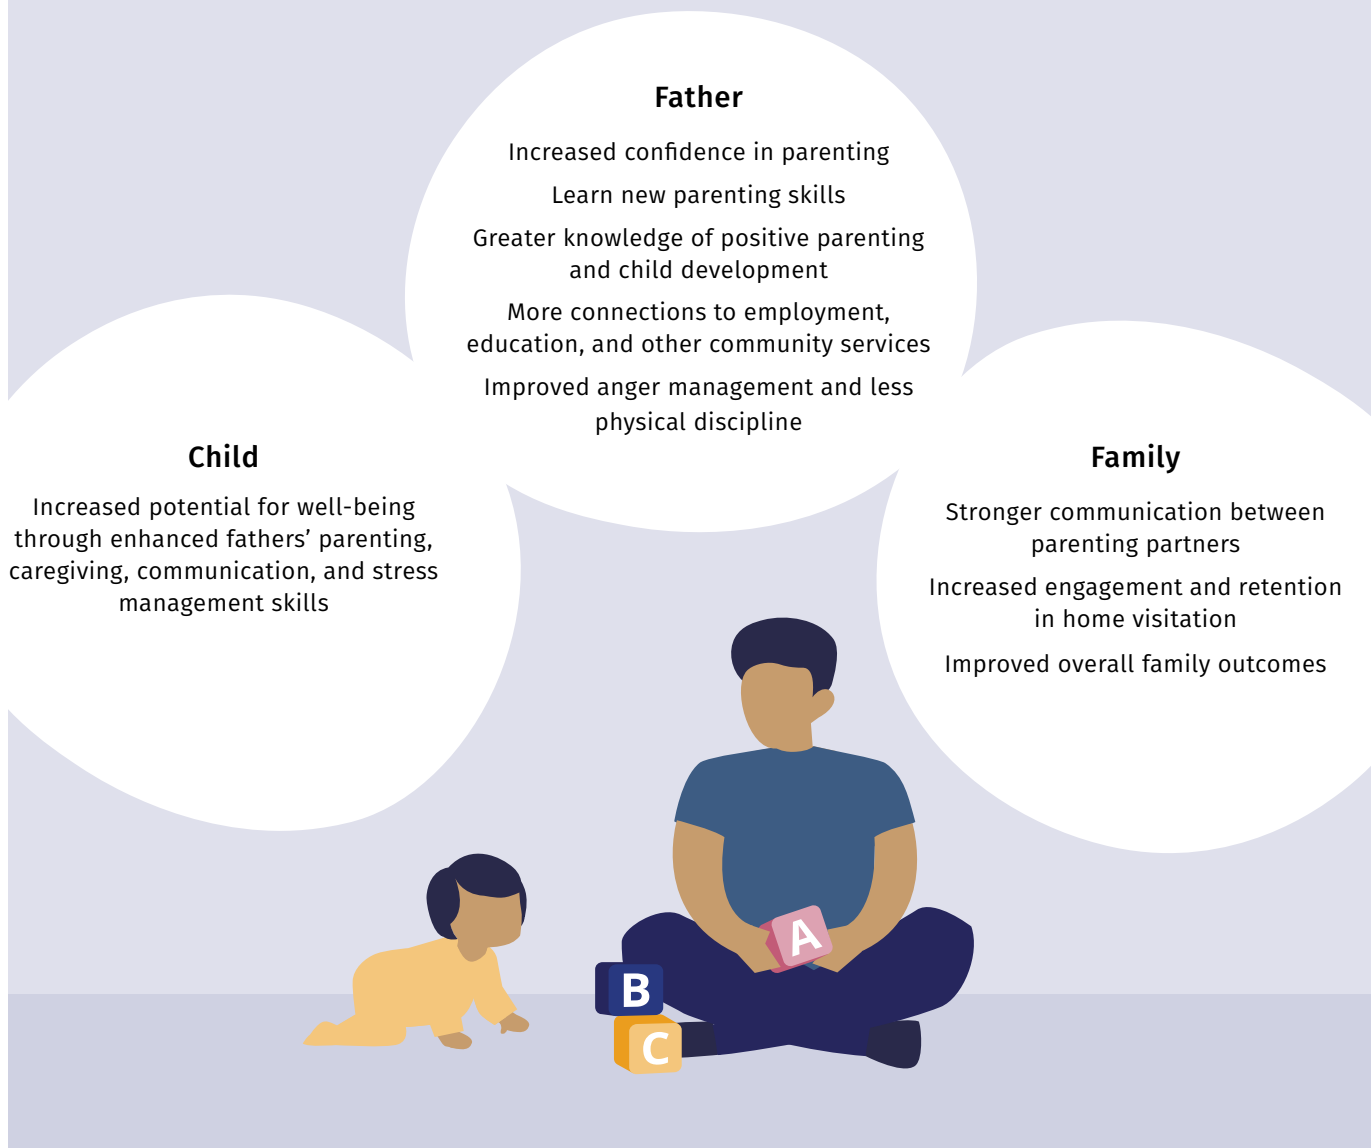 Father
Increased confidence in parenting
Learn new parenting skills
Greater knowledge of positive parenting
and child development
More connections to employment,
education, and other community services
Improved anger management and less
physical discipline
Child
Increased potential for well-being
through enhanced fathers’ parenting,
caregiving, communication, and stress
management skills
Family
Stronger communication between
parenting partners
Increased engagement and retention
in home visitation
Improved overall family outcomes
A
B
C